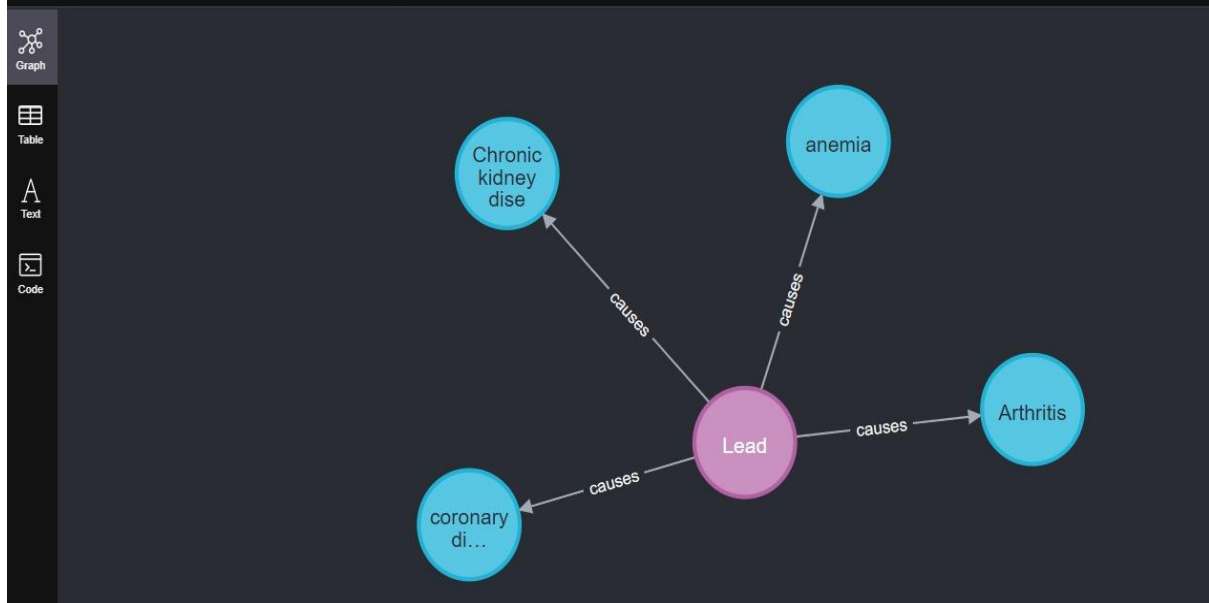 Graph
Table
Text
Code
Chronic
kidney
dise
anemia
causes
causes
Arthritis
causes
Lead
causes
coronary
di…